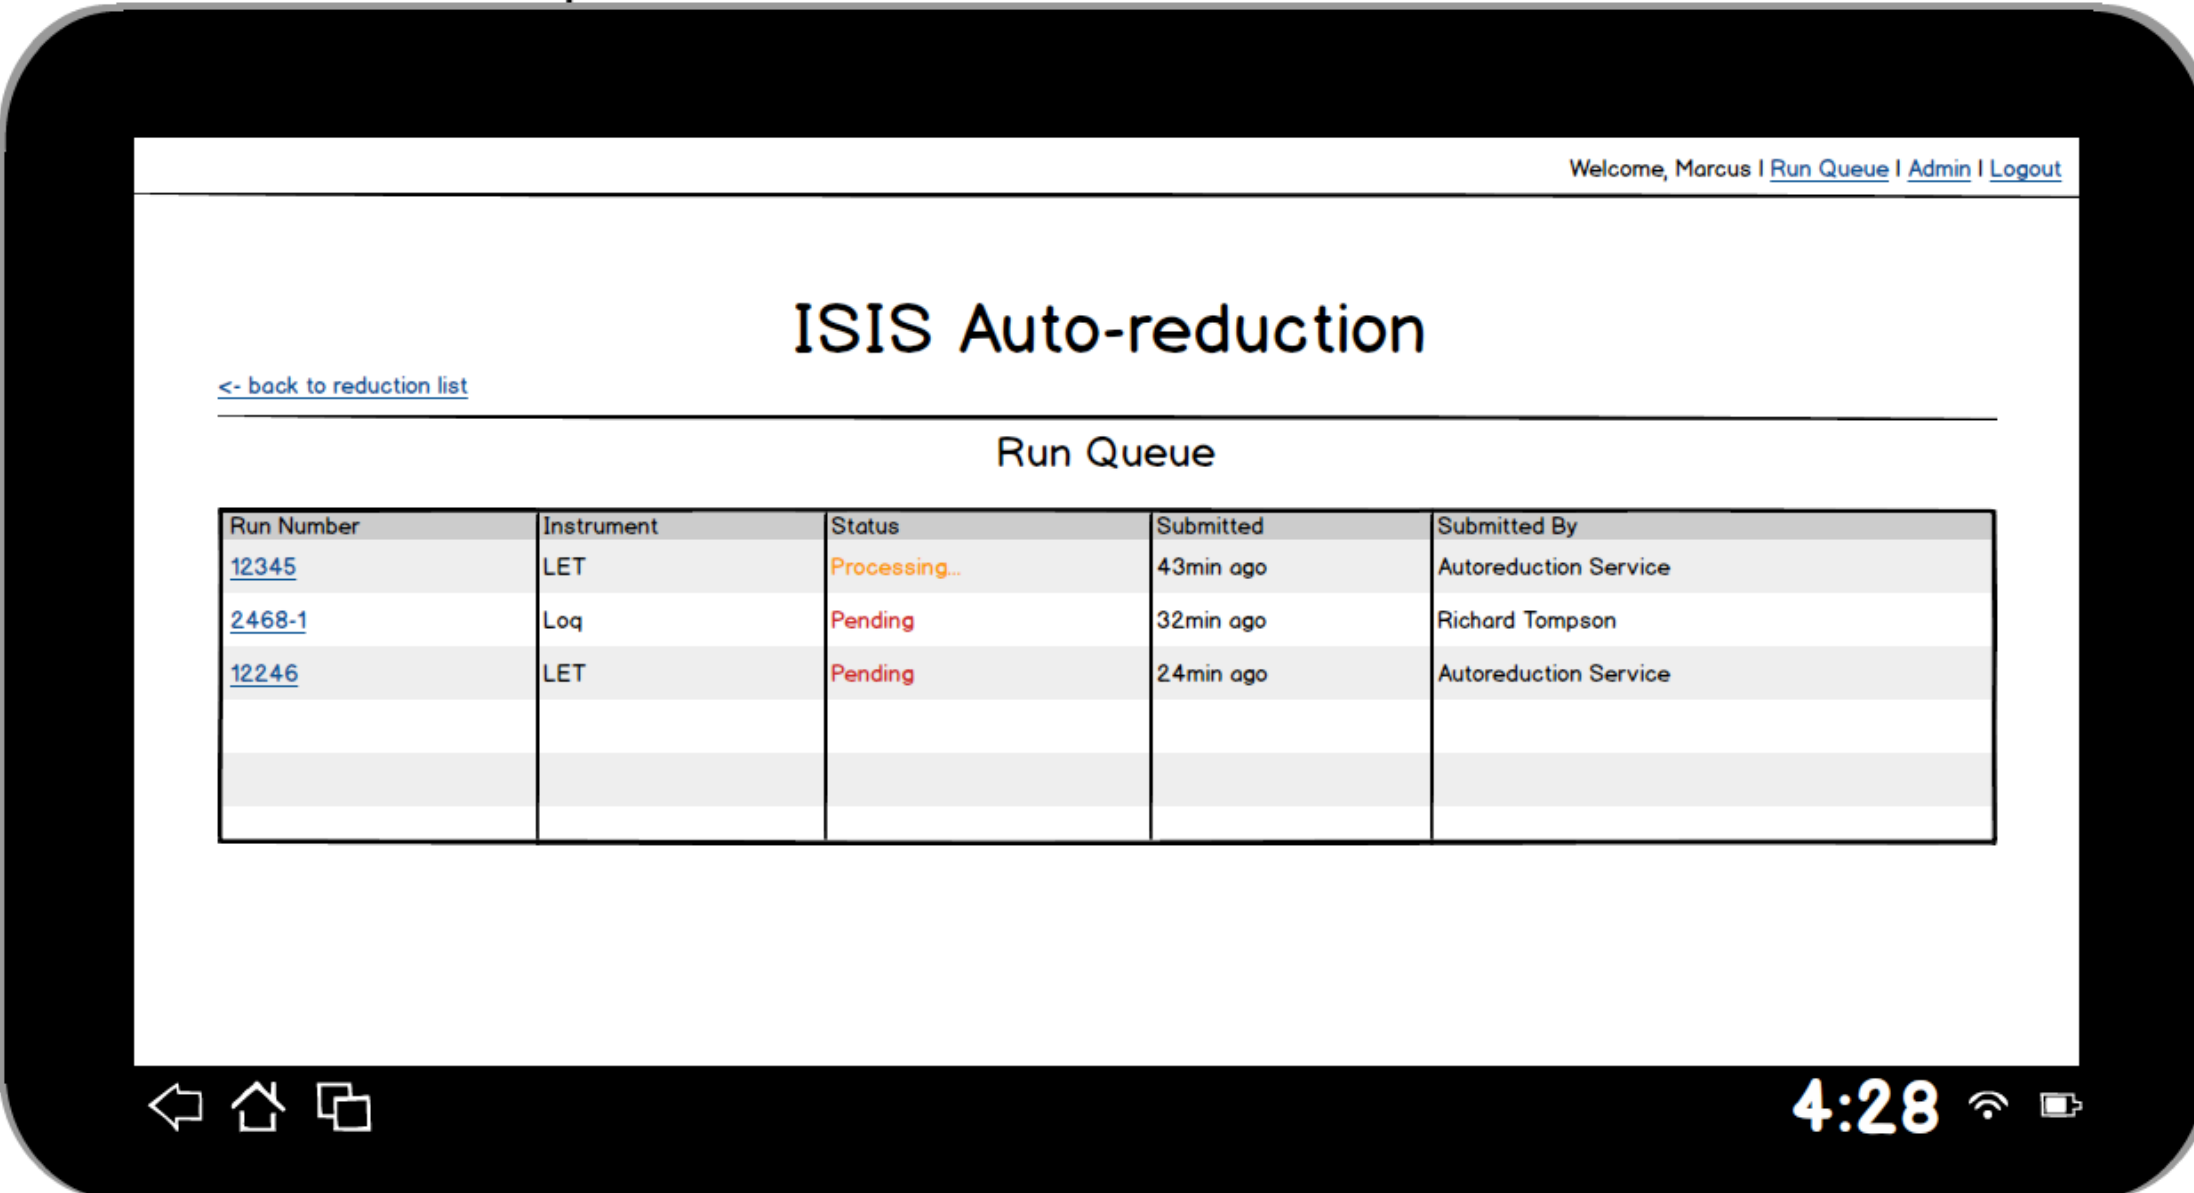 Welcome, Marcus | Run Queue | Admin | Logout
ISIS Auto-reduction
<- back to reduction list
Run Queue
Run Number Instrument Status Submitted Submitted By
12345 LET Processing... 43min ago Autoreduction Service
2468-1 Loq Pending 32min ago Richard Tompson
12246 LET Pending 24min ago Autoreduction Service
4:28